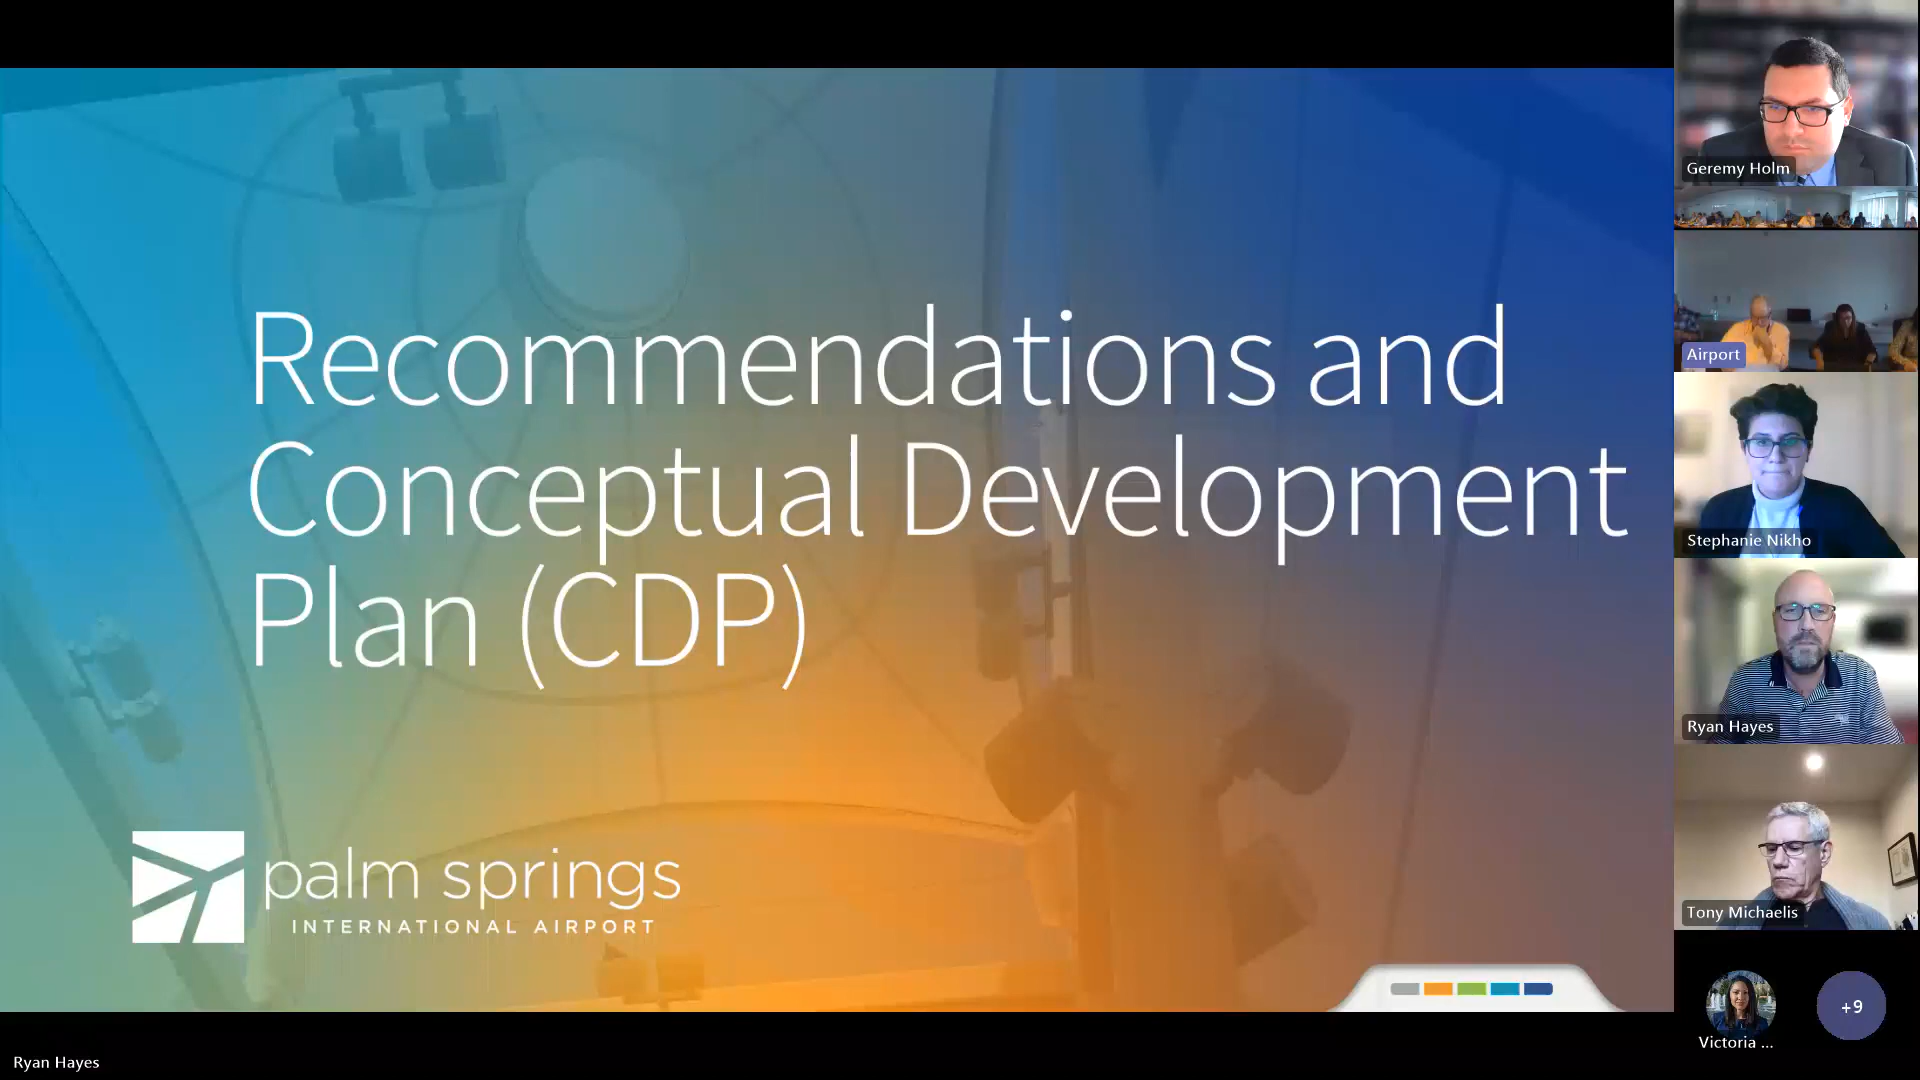 Recommendations and
Conceptual Development
Plan (CDP)
palm springs
INTERNATIONAL AIRPORT
Ryan Hayes
Geremy Holm
Airport
Stephanie Nikho
Ryan Hayes
Tony Michaelis
Victoria ...
+9